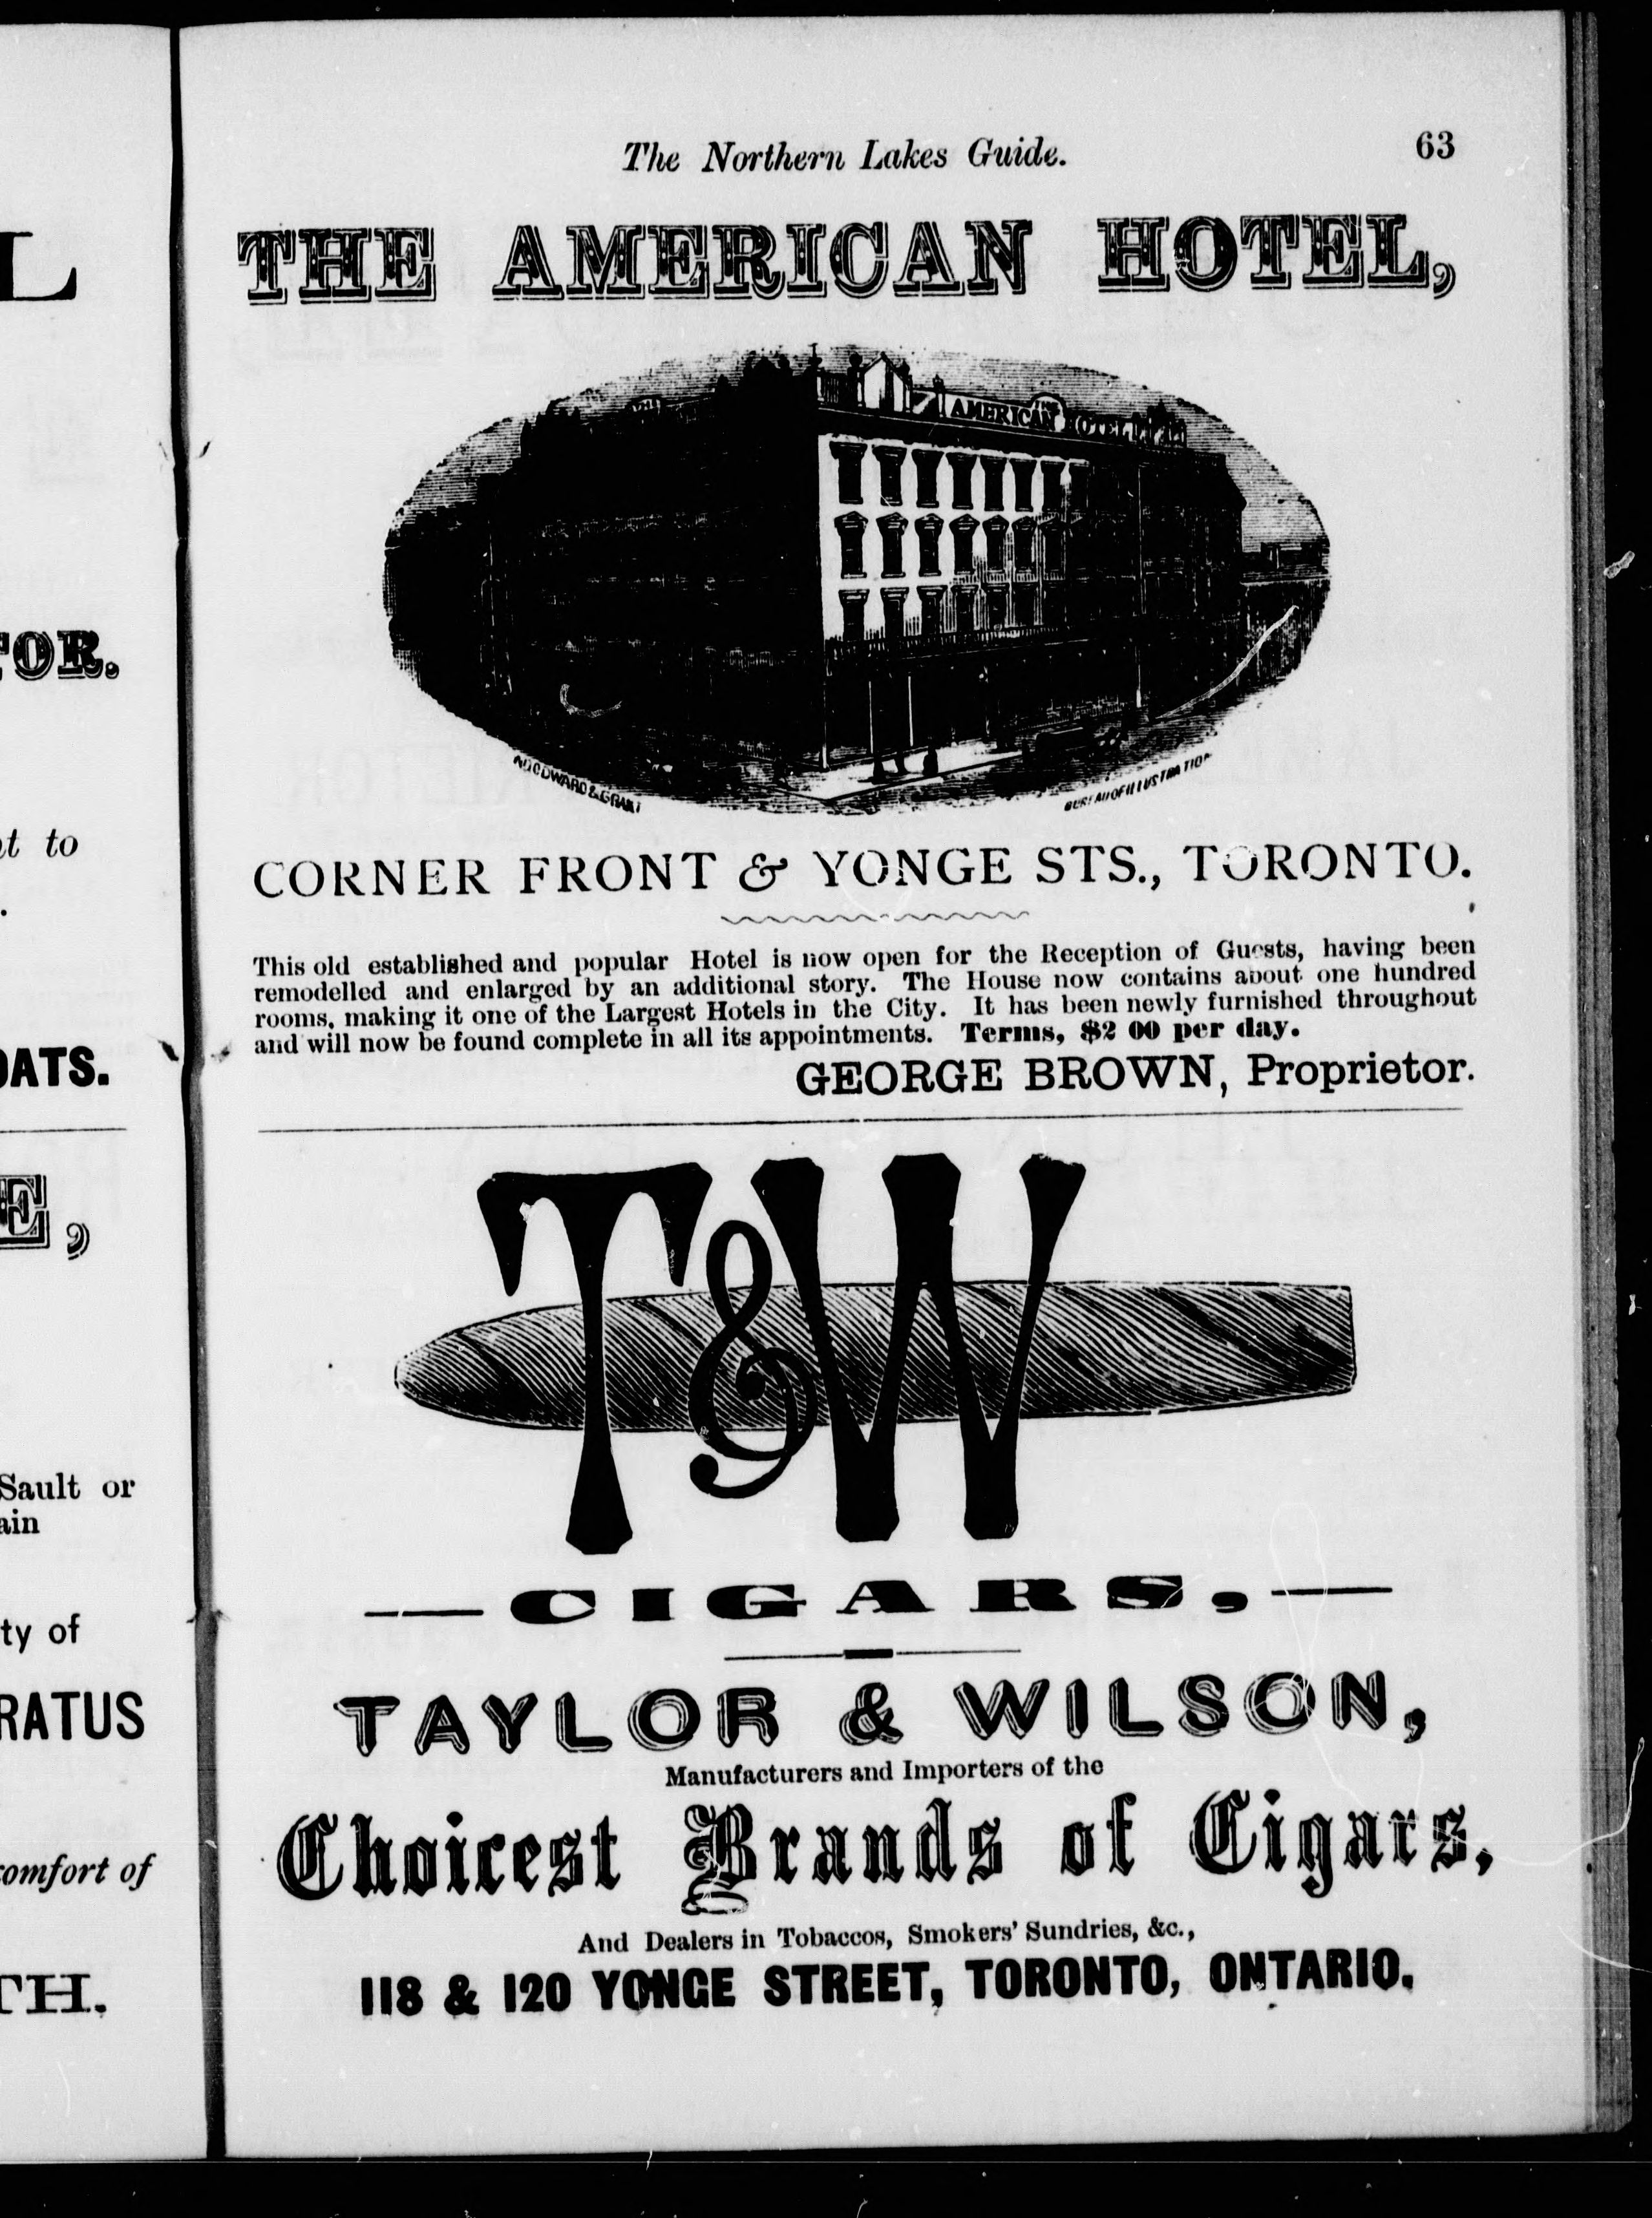 L
TOR.
t to
.
OATS.
E,
Sault or
ain
ty of
RATUS
comfort of
TH.
The Northern Lakes Guide. 63
THE AMERICAN HOTEL,
THE
AMERICAN HOTEL
WOODWARD & GRANT
BUREAU OF ILLUSTRATION
CORNER FRONT & YONGE STS., TORONTO.
This old established and popular Hotel is now open for the Reception of Guests, having been
remodelled and enlarged by an additional story. The House now contains about one hundred
rooms, making it one of the Largest Hotels in the City. It has been newly furnished throughout
and will now be found complete in all its appointments. Terms, $2 00 per day.
GEORGE BROWN, Proprietor.
T&W
—CIGARS,—
TAYLOR & WILSON,
Manufacturers and Importers of the
Choicest Brands of Cigars,
And Dealers in Tobaccos, Smokers' Sundries, &c.,
118 & 120 YONGE STREET, TORONTO, ONTARIO.